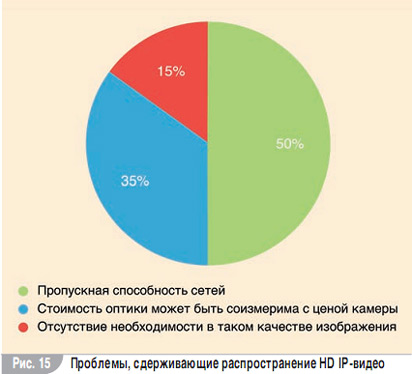 15%
50%
35%
Пропускная способность сетей
Стоимость оптики может быть соизмерима с ценой камеры
Отсутствие необходимости в таком качестве изображения
Рис. 15 Проблемы, сдерживающие распространение HD IP-видео